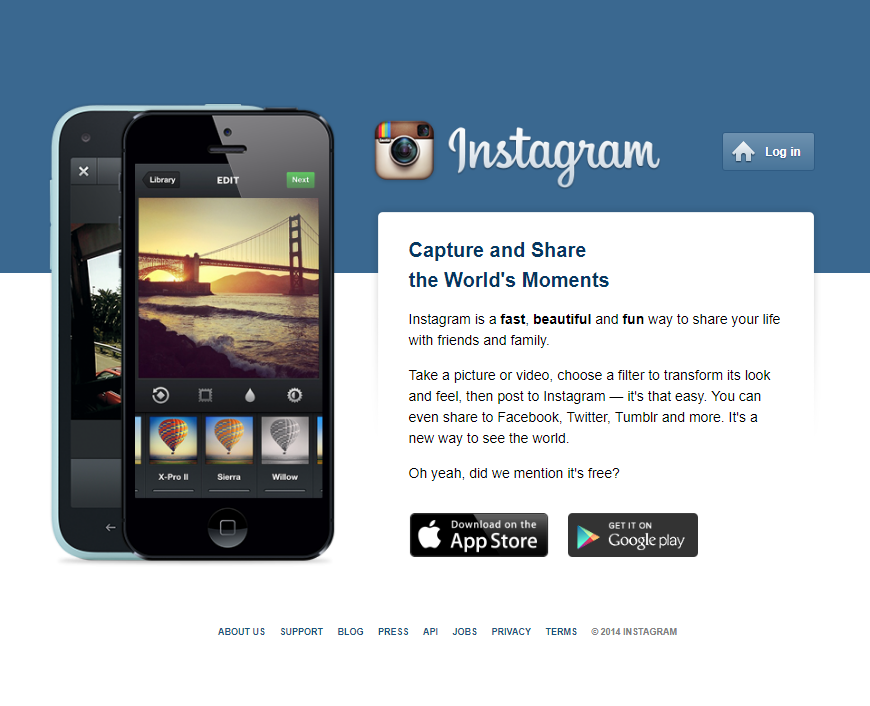 Instagram
Log in
Library
EDIT
Next
X-Pro II
Sierra
Willow
Capture and Share
the World's Moments
Instagram is a fast, beautiful and fun way to share your life
with friends and family.
Take a picture or video, choose a filter to transform its look
and feel, then post to Instagram — it's that easy. You can
even share to Facebook, Twitter, Tumblr and more. It's a
new way to see the world.
Oh yeah, did we mention it's free?
Download on the
App Store
GET IT ON
Google play
ABOUT US SUPPORT BLOG PRESS API JOBS PRIVACY TERMS © 2014 INSTAGRAM